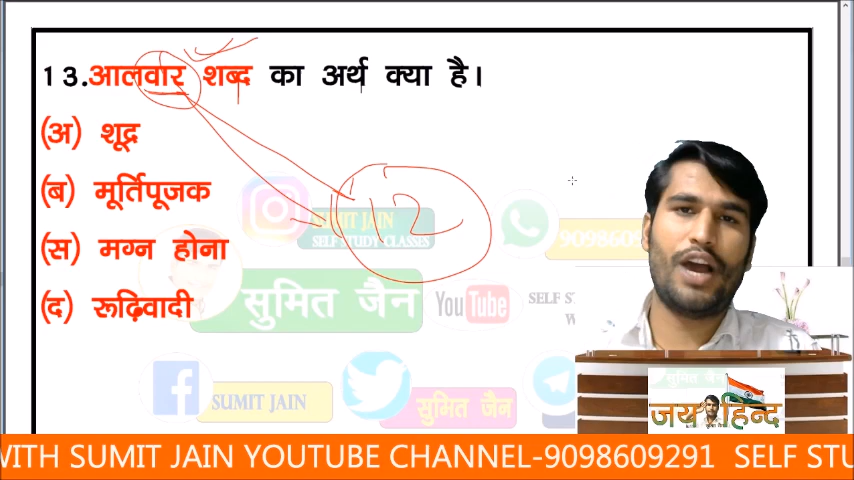 13.आलवार शब्द का अर्थ क्या है।
(अ) शूद्र
(ब) मूर्तिपूजक
(स) मग्न होना
(द) रूढ़िवादी
12
SUMIT JAIN
SELF STUDY CLASSES
9098609
सुमित जैन
YouTube
SELF ST
W
SUMIT JAIN
सुमित जैन
सुमित जैन
जय हिन्द
WITH SUMIT JAIN YOUTUBE CHANNEL-9098609291 SELF STU